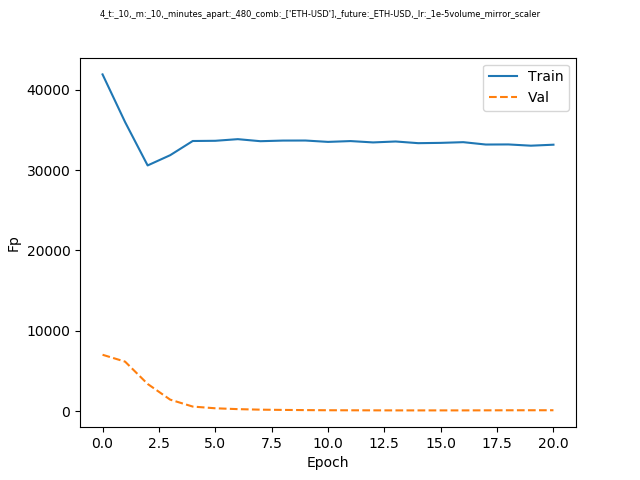 4_t:_10,_m:_10,_minutes_apart:_480_comb:_['ETH-USD'],_future:_ETH-USD,_lr:_1e-5volume_mirror_scaler
Train
Val
40000
30000
20000
10000
0
Fp
0.0 2.5 5.0 7.5 10.0 12.5 15.0 17.5 20.0
Epoch